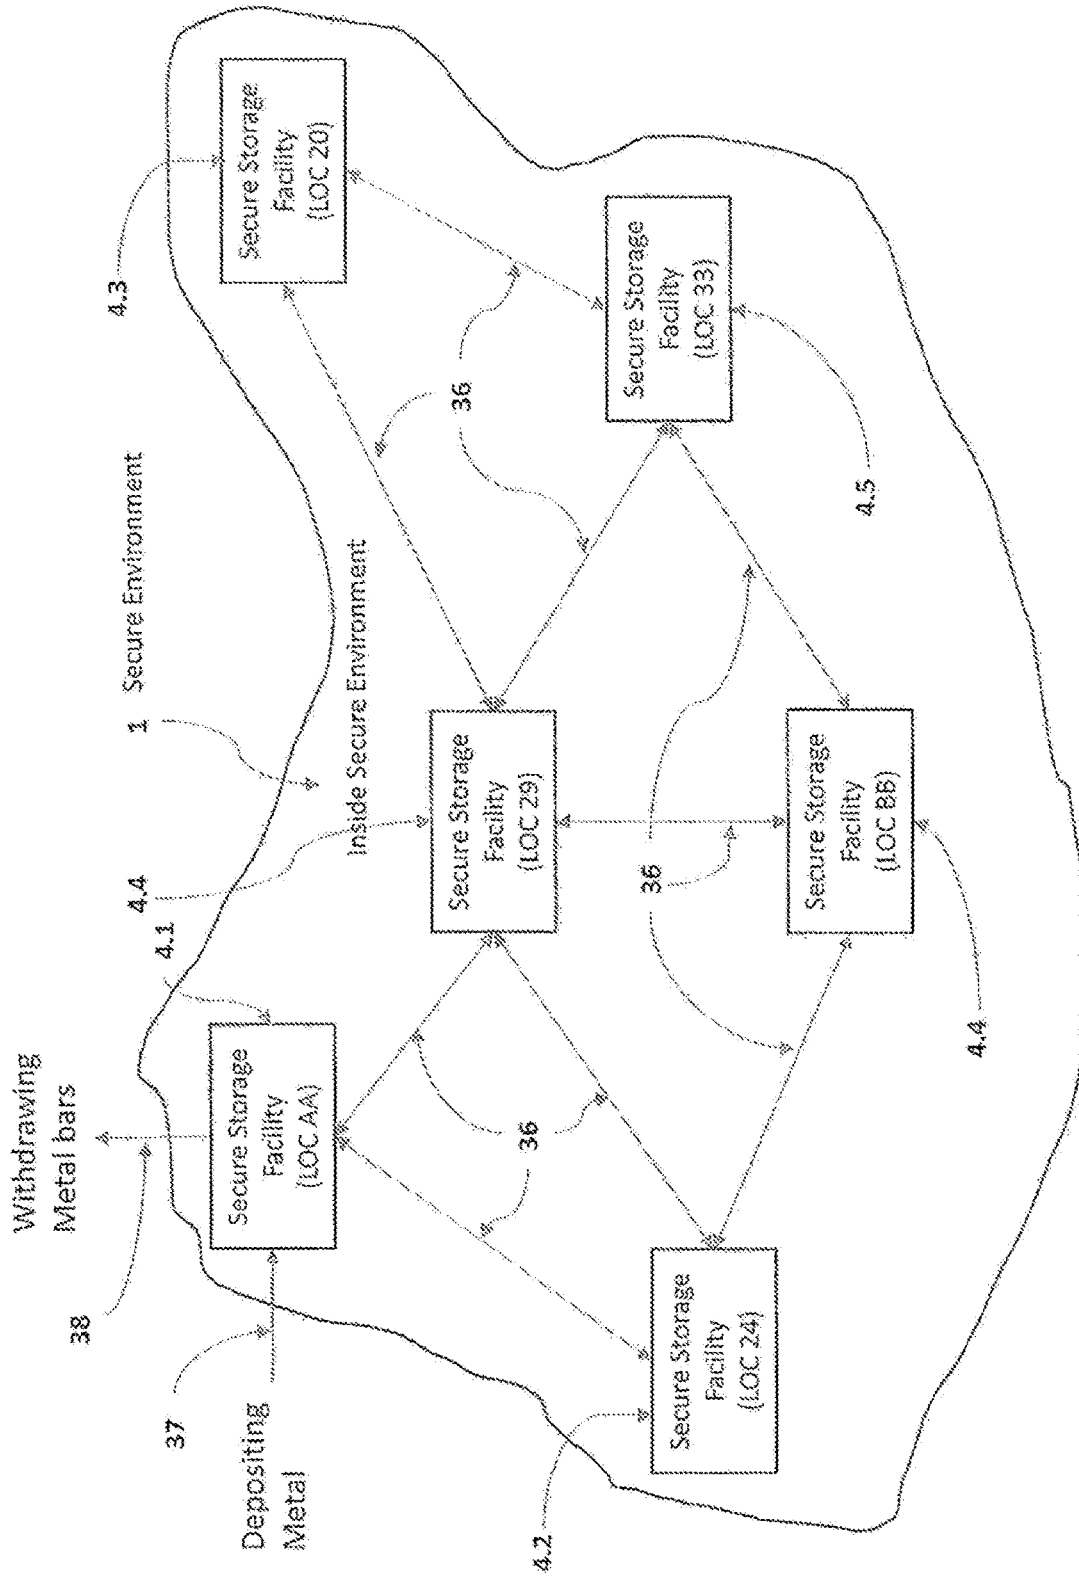 Withdrawing
Metal bars
38
37
Depositing
Metal
1
Secure Environment
Inside Secure Environment
4.1
Secure Storage
Facility
(LOC AA)
4.4
Secure Storage
Facility
(LOC 29)
4.3
Secure Storage
Facility
(LOC 20)
36
36
4.2
Secure Storage
Facility
(LOC 24)
36
Secure Storage
Facility
(LOC BB)
4.4
Secure Storage
Facility
(LOC 33)
4.5